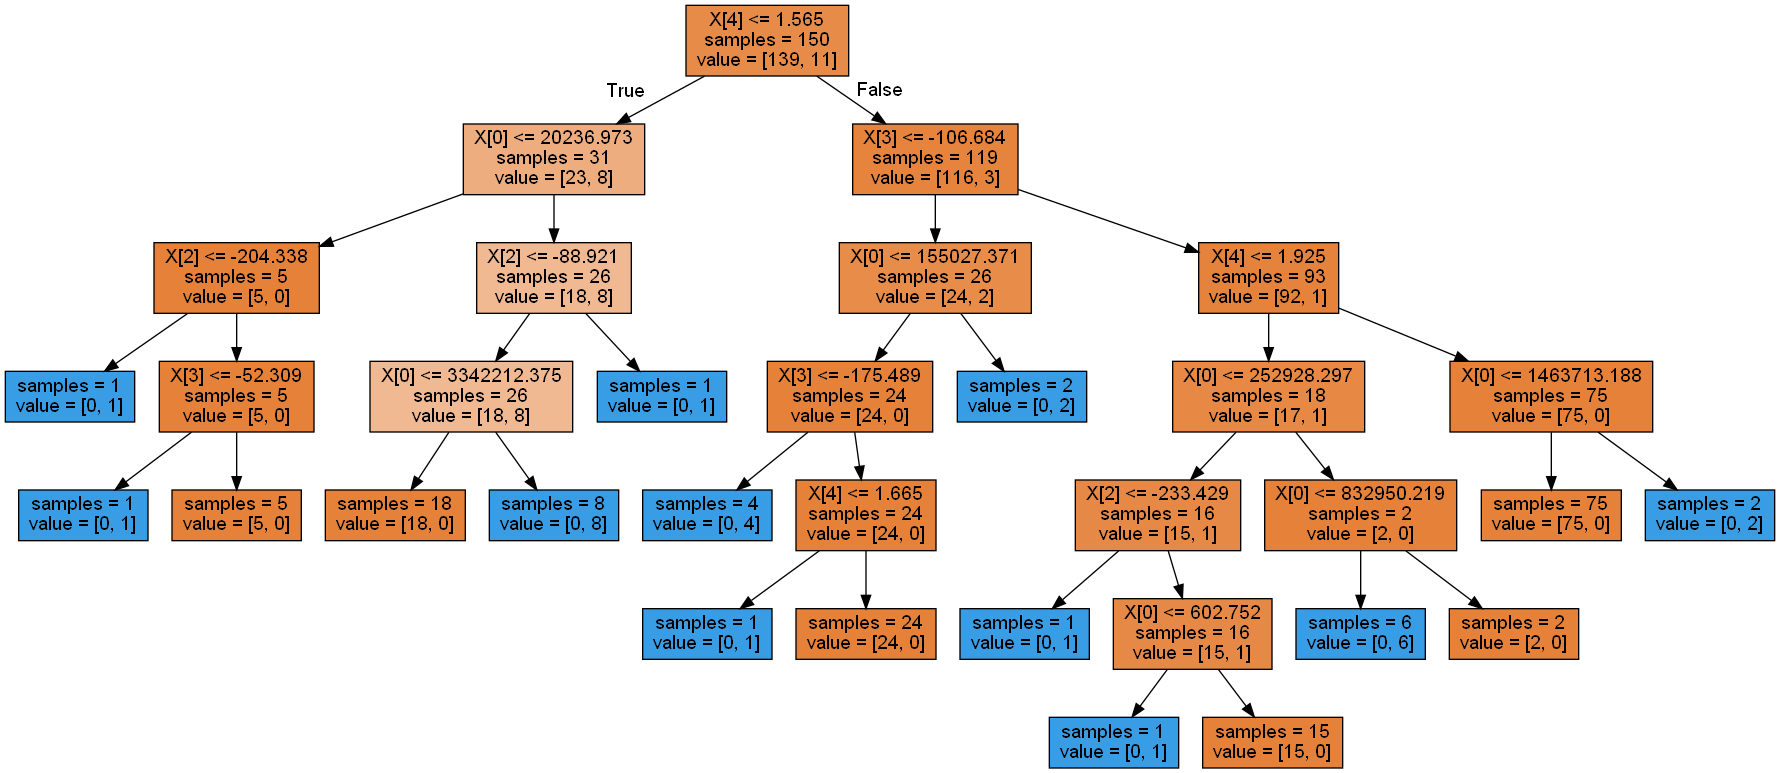 X[4] <= 1.565
samples = 150
value = [139, 11]
True
False
X[0] <= 20236.973
samples = 31
value = [23, 8]
X[3] <= -106.684
samples = 119
value = [116, 3]
X[2] <= -204.338
samples = 5
value = [5, 0]
X[2] <= -88.921
samples = 26
value = [18, 8]
X[0] <= 155027.371
samples = 26
value = [24, 2]
X[4] <= 1.925
samples = 93
value = [92, 1]
samples = 1
value = [0, 1]
X[3] <= -52.309
samples = 5
value = [5, 0]
X[0] <= 3342212.375
samples = 26
value = [18, 8]
samples = 1
value = [0, 1]
X[3] <= -175.489
samples = 24
value = [24, 0]
samples = 2
value = [0, 2]
X[0] <= 252928.297
samples = 18
value = [17, 1]
X[0] <= 1463713.188
samples = 75
value = [75, 0]
samples = 1
value = [0, 1]
samples = 5
value = [5, 0]
samples = 18
value = [18, 0]
samples = 8
value = [0, 8]
samples = 4
value = [0, 4]
X[4] <= 1.665
samples = 24
value = [24, 0]
X[2] <= -233.429
samples = 16
value = [15, 1]
X[0] <= 832950.219
samples = 2
value = [2, 0]
samples = 75
value = [75, 0]
samples = 2
value = [0, 2]
samples = 1
value = [0, 1]
samples = 24
value = [24, 0]
samples = 1
value = [0, 1]
X[0] <= 602.752
samples = 16
value = [15, 1]
samples = 6
value = [0, 6]
samples = 2
value = [2, 0]
samples = 1
value = [0, 1]
samples = 15
value = [15, 0]